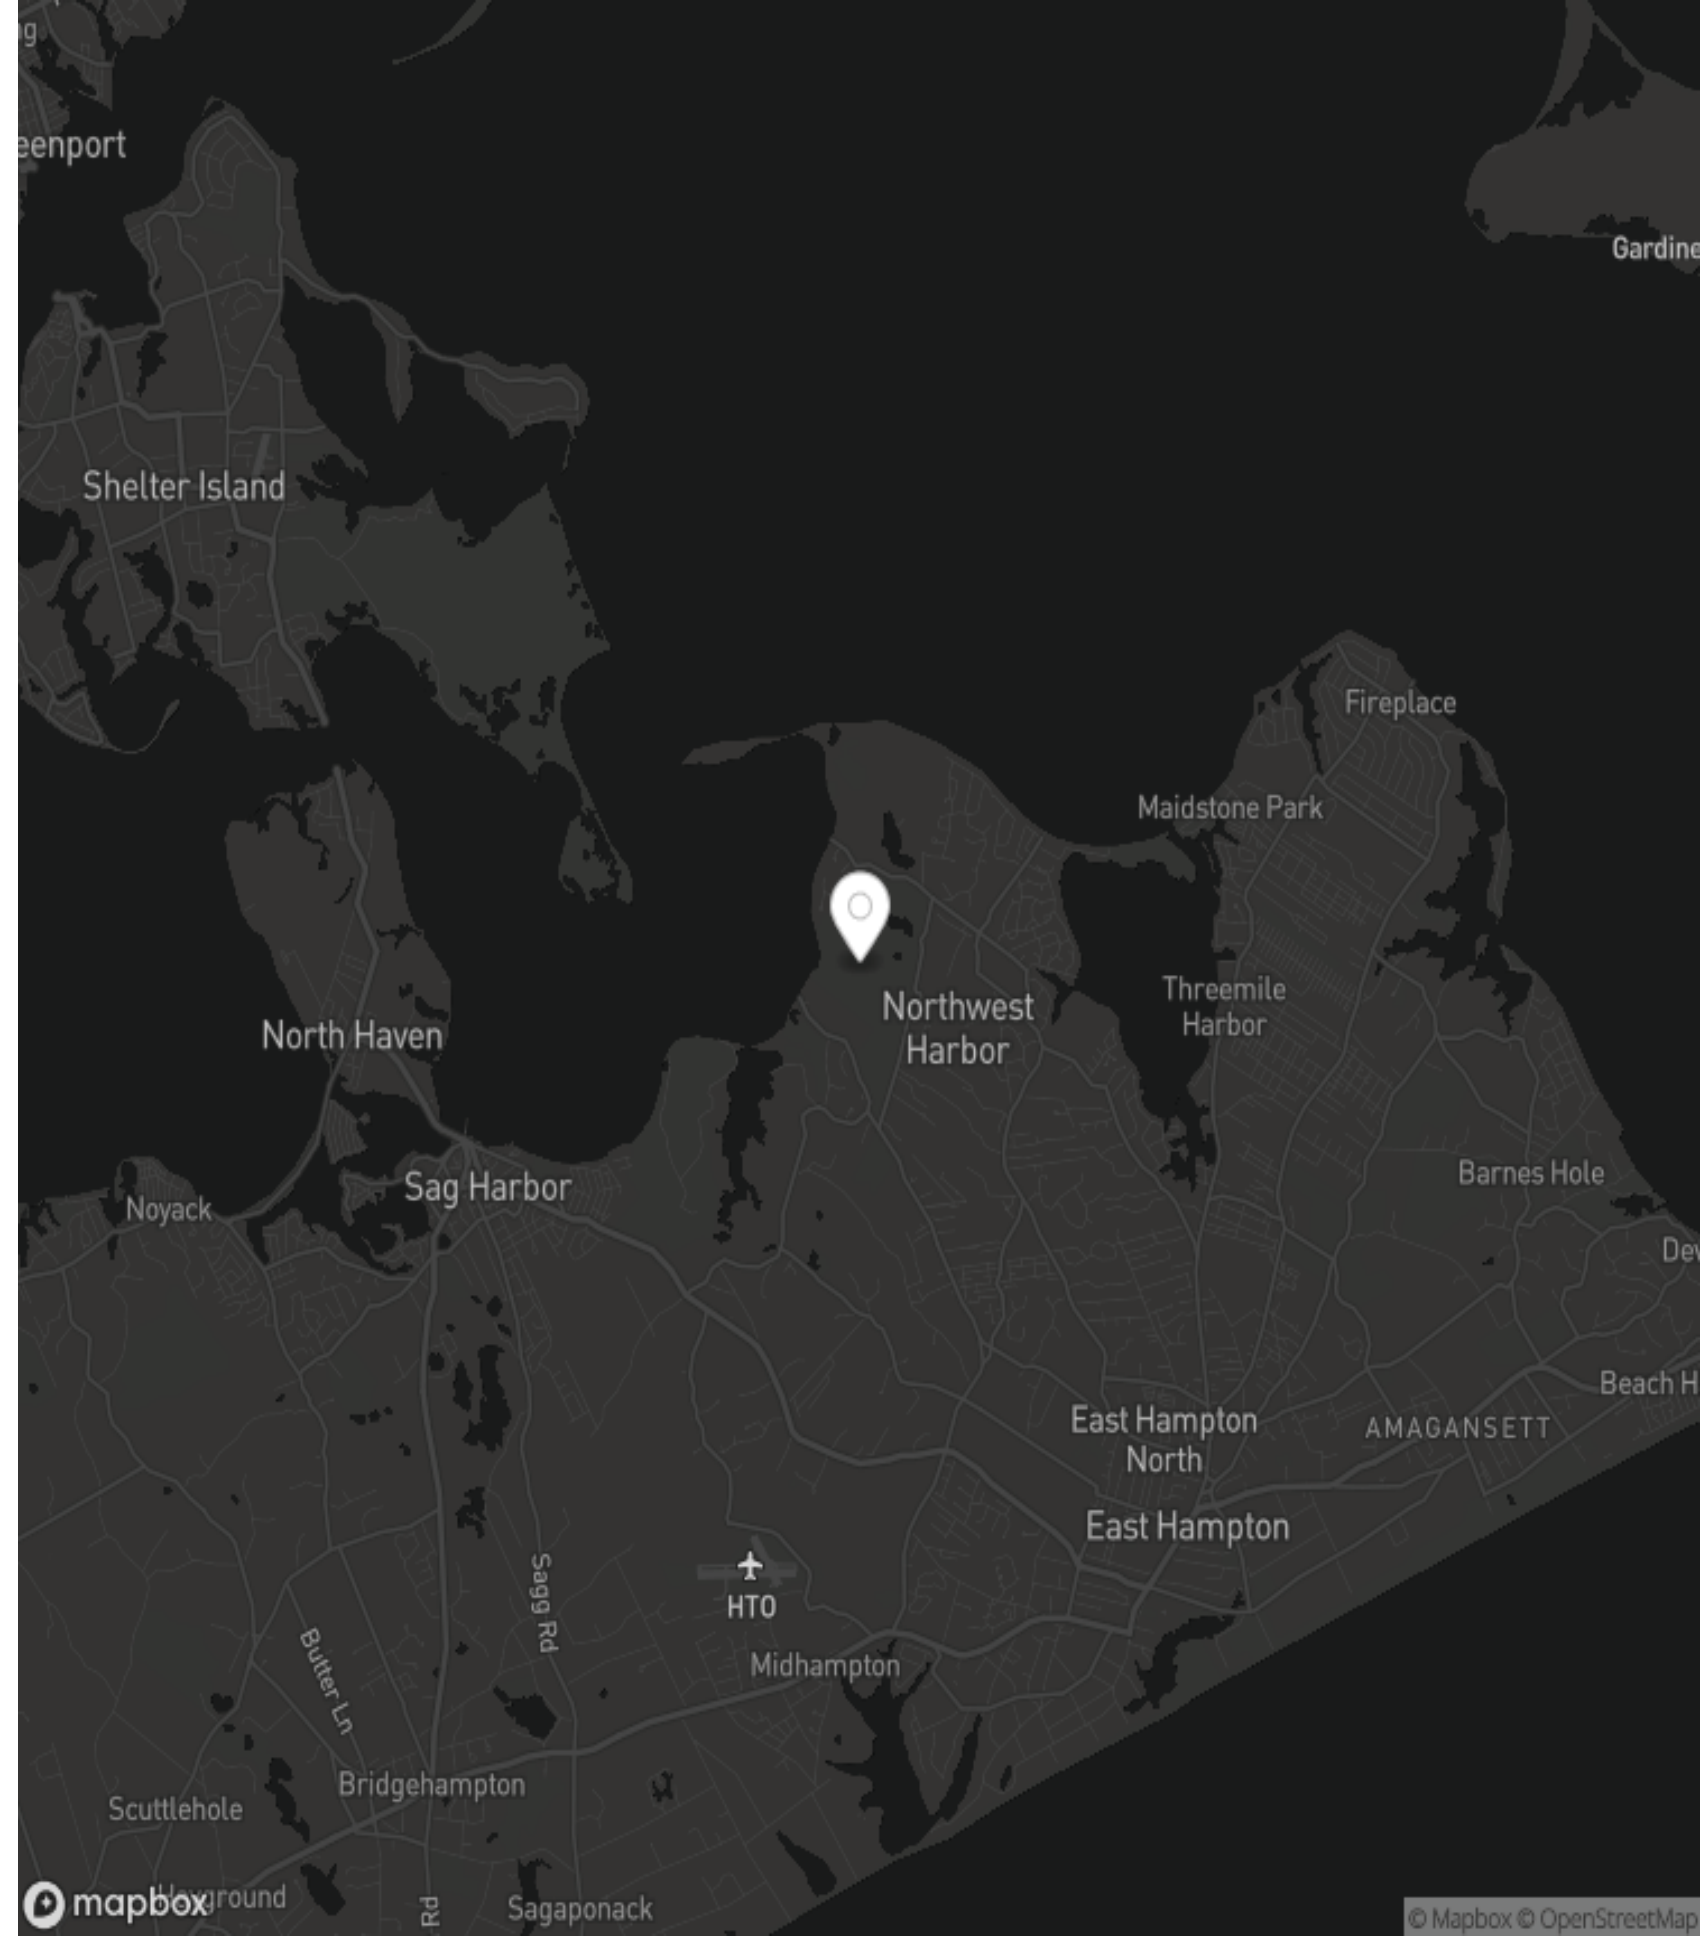 ng
eenport
Gardine
Shelter Island
Fireplace
Maidstone Park
Threemile
Harbor
Northwest
Harbor
North Haven
Sag Harbor
Noyack
Barnes Hole
Dev
Beach H
East Hampton
North
AMAGANSETT
East Hampton
Sagg Rd
HTO
Butter Ln
Midhampton
Bridgehampton
Scuttlehole
Hayground
mapbox
Rd
Sagaponack
© Mapbox © OpenStreetMap